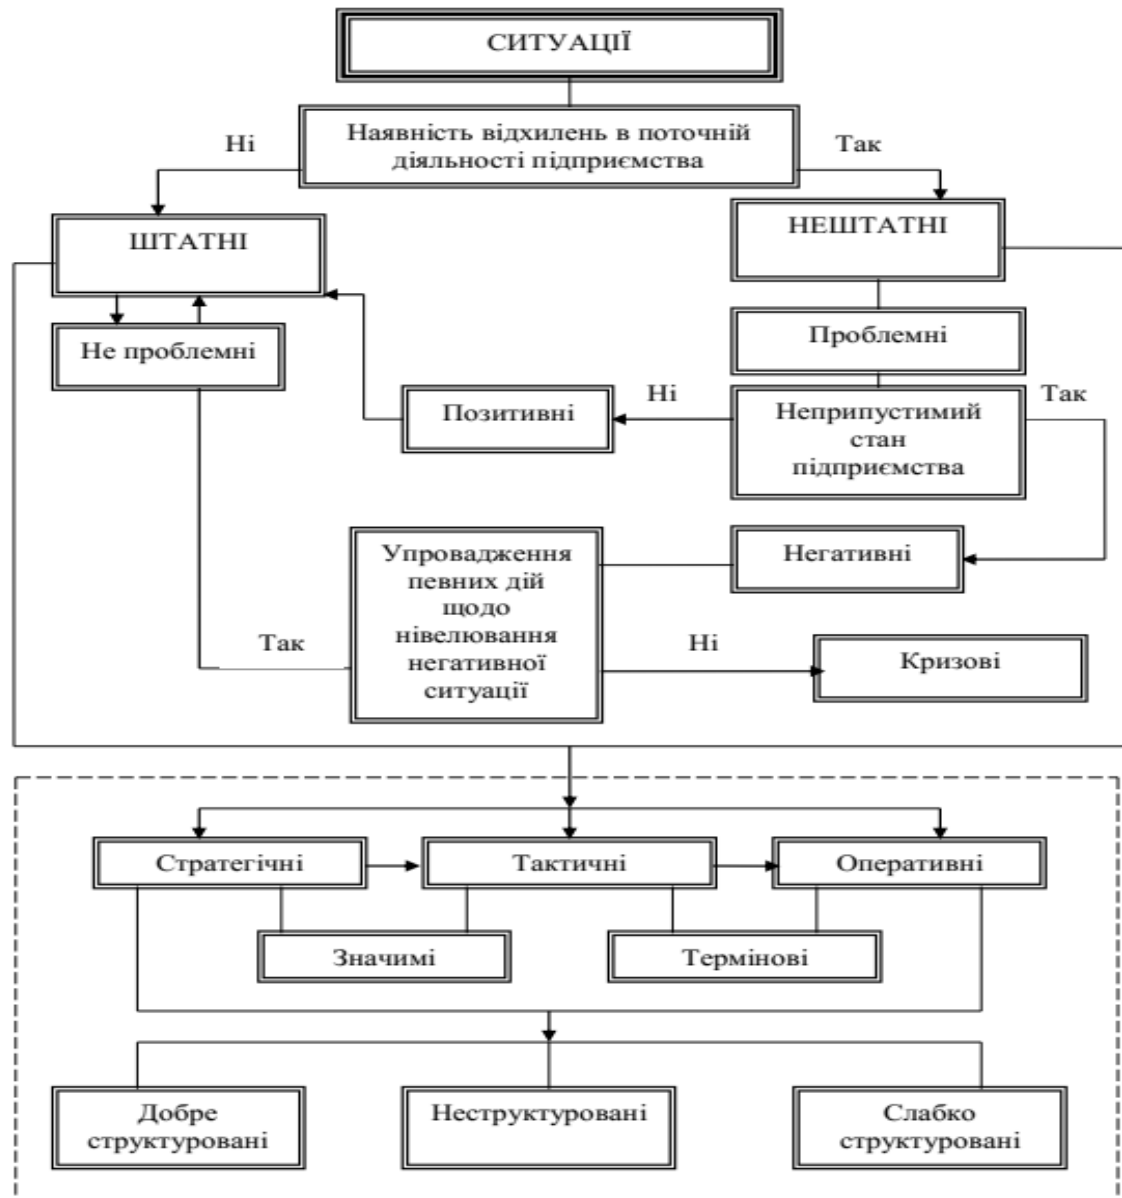 СИТУАЦІЇ
Наявність відхилень в поточній
діяльності підприємства
Ні
Так
ШТАТНІ
НЕШТАТНІ
Не проблемні
Проблемні
Позитивні
Ні
Неприпустимий
стан
підприємства
Так
Упровадження
певних дій
щодо
нівелювання
негативної
ситуації
Негативні
Так
Ні
Кризові
Стратегічні
Тактичні
Оперативні
Значимі
Термінові
Добре
структуровані
Неструктуровані
Слабко
структуровані